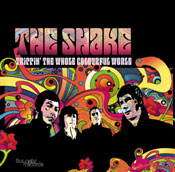 THE SHAKE
TRIPPIN' THE WHOLE COLOURFUL WORLD